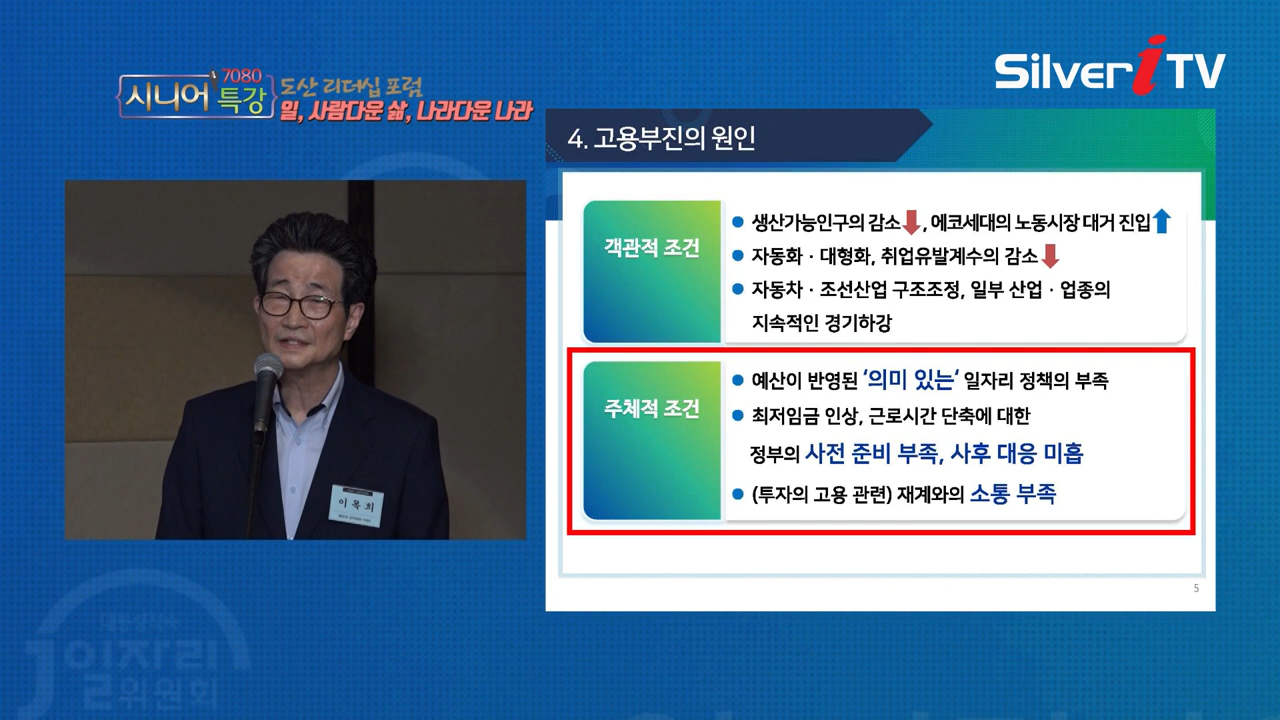 Silver i TV
시니어 7080 특강
도산 리더십 포럼
일, 사람다운 삶, 나라다운 나라
4. 고용부진의 원인
객관적 조건
● 생산가능인구의 감소↓, 에코세대의 노동시장 대거 진입↑
● 자동화 · 대형화, 취업유발계수의 감소↓
● 자동차 · 조선산업 구조조정, 일부 산업 · 업종의
지속적인 경기하강
주체적 조건
● 예산이 반영된 ‘의미 있는‘ 일자리 정책의 부족
● 최저임금 인상, 근로시간 단축에 대한
정부의 사전 준비 부족, 사후 대응 미흡
● (투자의 고용 관련) 재계와의 소통 부족
5
이목희
대통령직속
일자리
위원회